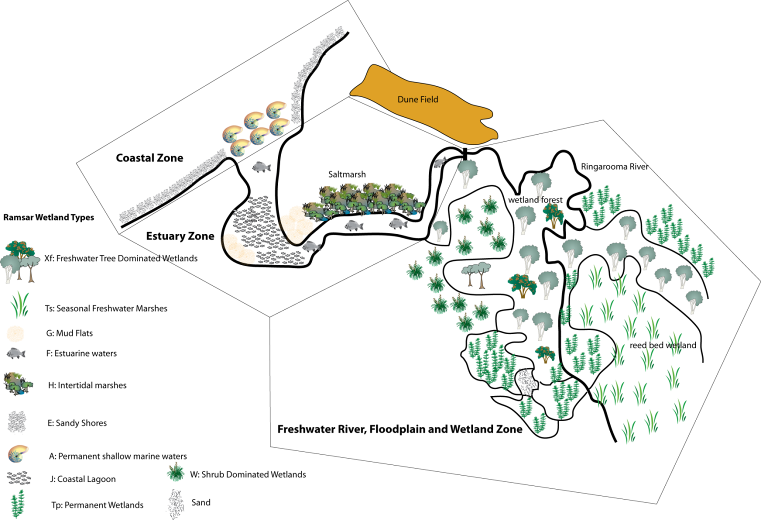 Dune Field
Coastal Zone
Saltmarsh
Ringarooma River
wetland forest
Ramsar Wetland Types
Estuary Zone
Xf: Freshwater Tree Dominated Wetlands
Ts: Seasonal Freshwater Marshes
G: Mud Flats
F: Estuarine waters
reed bed wetland
H: Intertidal marshes
E: Sandy Shores
Freshwater River, Floodplain and Wetland Zone
A: Permanent shallow marine waters
J: Coastal Lagoon
W: Shrub Dominated Wetlands
Tp: Permanent Wetlands
Sand